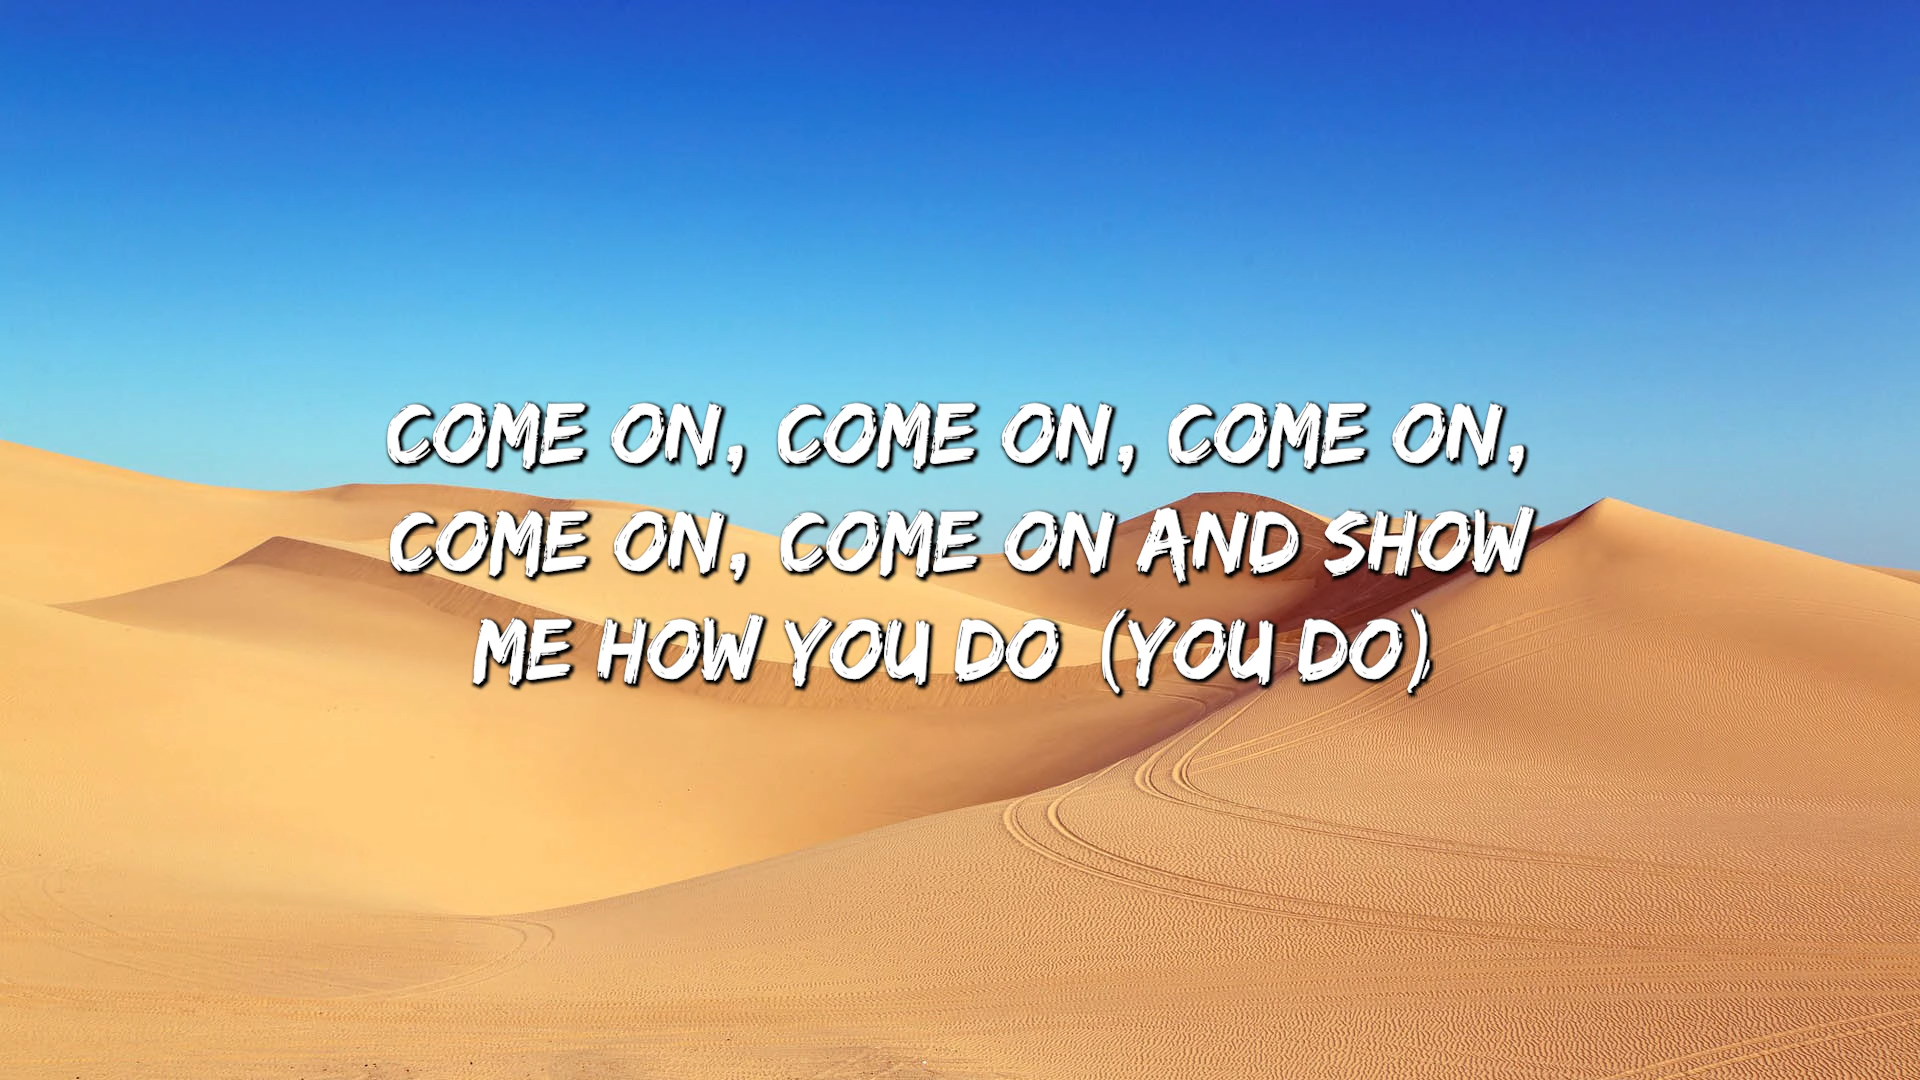 COME ON, COME ON, COME ON,
COME ON, COME ON AND SHOW
ME HOW YOU DO (YOU DO)